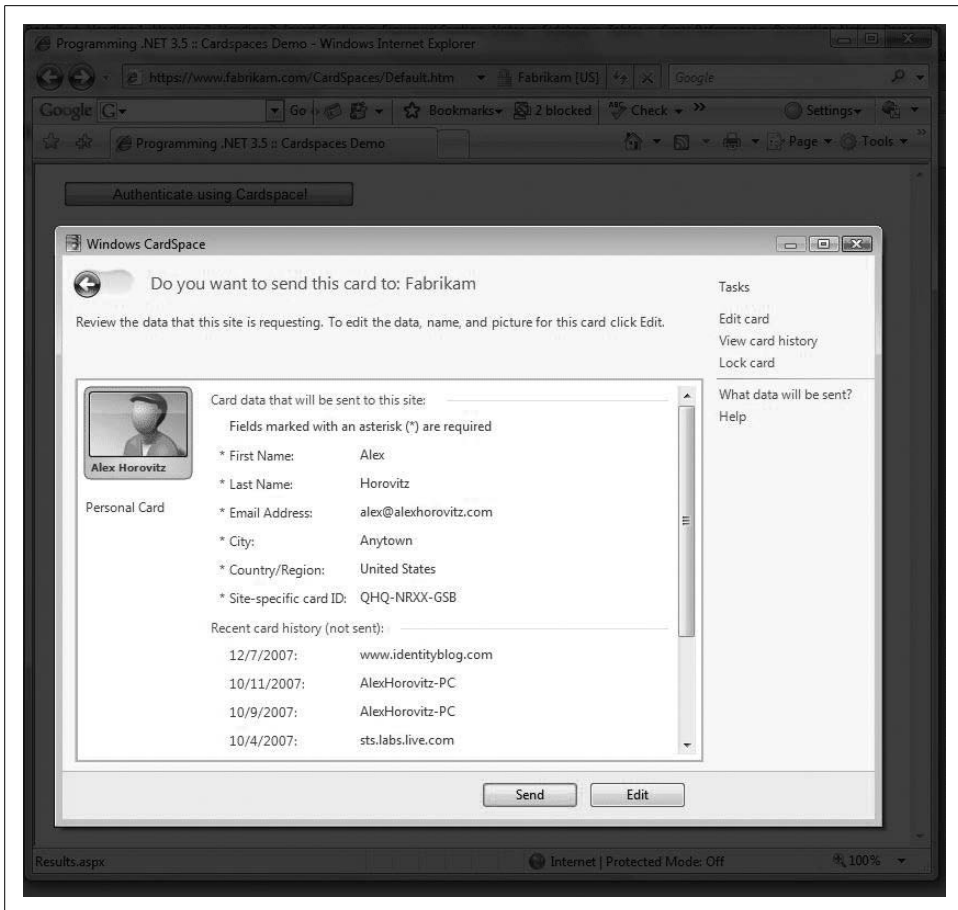 Programming .NET 3.5 :: Cardspaces Demo - Windows Internet Explorer
https://www.fabrikam.com/CardSpaces/Default.htm Fabrikam [US] Google
Google G Go Bookmarks 2 blocked ABC Check » Settings
Programming .NET 3.5 :: Cardspaces Demo Page Tools »
Authenticate using Cardspace!
Windows CardSpace
Do you want to send this card to: Fabrikam
Review the data that this site is requesting. To edit the data, name, and picture for this card click Edit.
Tasks
Edit card
View card history
Lock card
What data will be sent?
Help
Alex Horovitz
Personal Card
Card data that will be sent to this site:
Fields marked with an asterisk (*) are required
* First Name: Alex
* Last Name: Horovitz
* Email Address: alex@alexhorovitz.com
* City: Anytown
* Country/Region: United States
* Site-specific card ID: QHQ-NRXX-GSB
Recent card history (not sent):
12/7/2007: www.identityblog.com
10/11/2007: AlexHorovitz-PC
10/9/2007: AlexHorovitz-PC
10/4/2007: sts.labs.live.com
Send Edit
Results.aspx Internet | Protected Mode: Off 100%